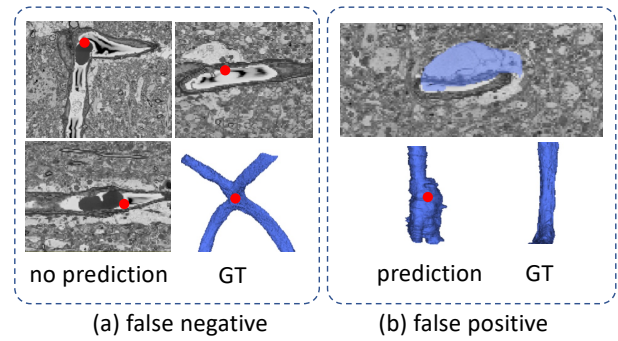 no prediction
GT
prediction
GT
(a) false negative
(b) false positive